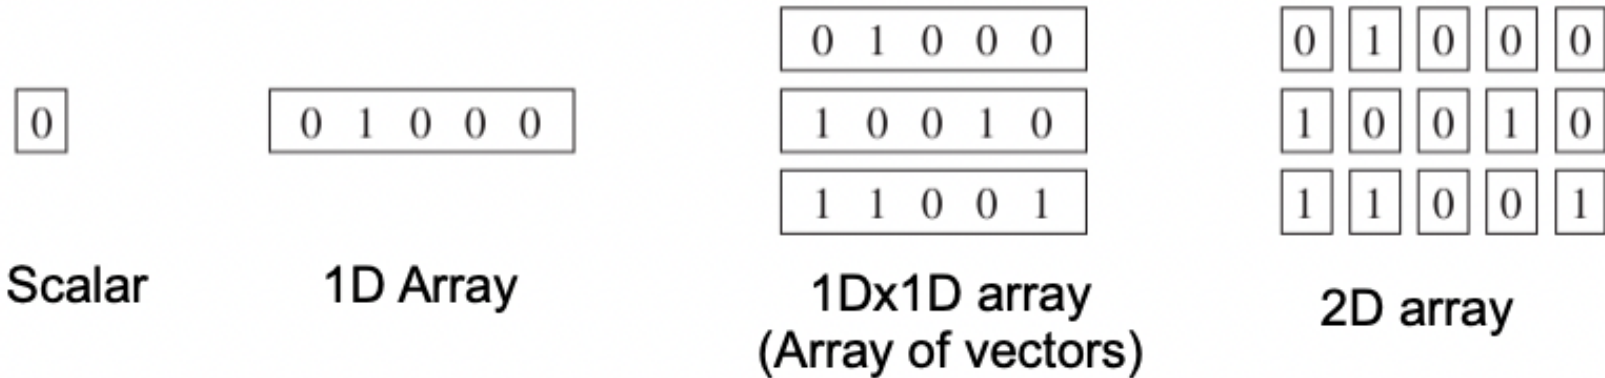 0
Scalar
0 1 0 0 0
1D Array
0 1 0 0 0
1 0 0 1 0
1 1 0 0 1
1Dx1D array
(Array of vectors)
0 1 0 0 0
1 0 0 1 0
1 1 0 0 1
2D array